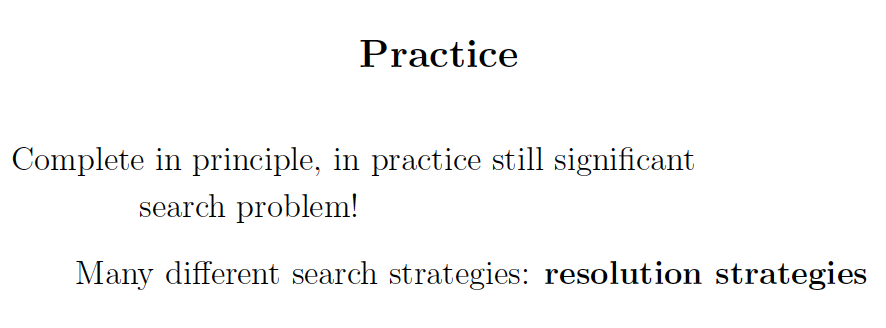 Practice
Complete in principle, in practice still significant
search problem!
Many different search strategies: resolution strategies